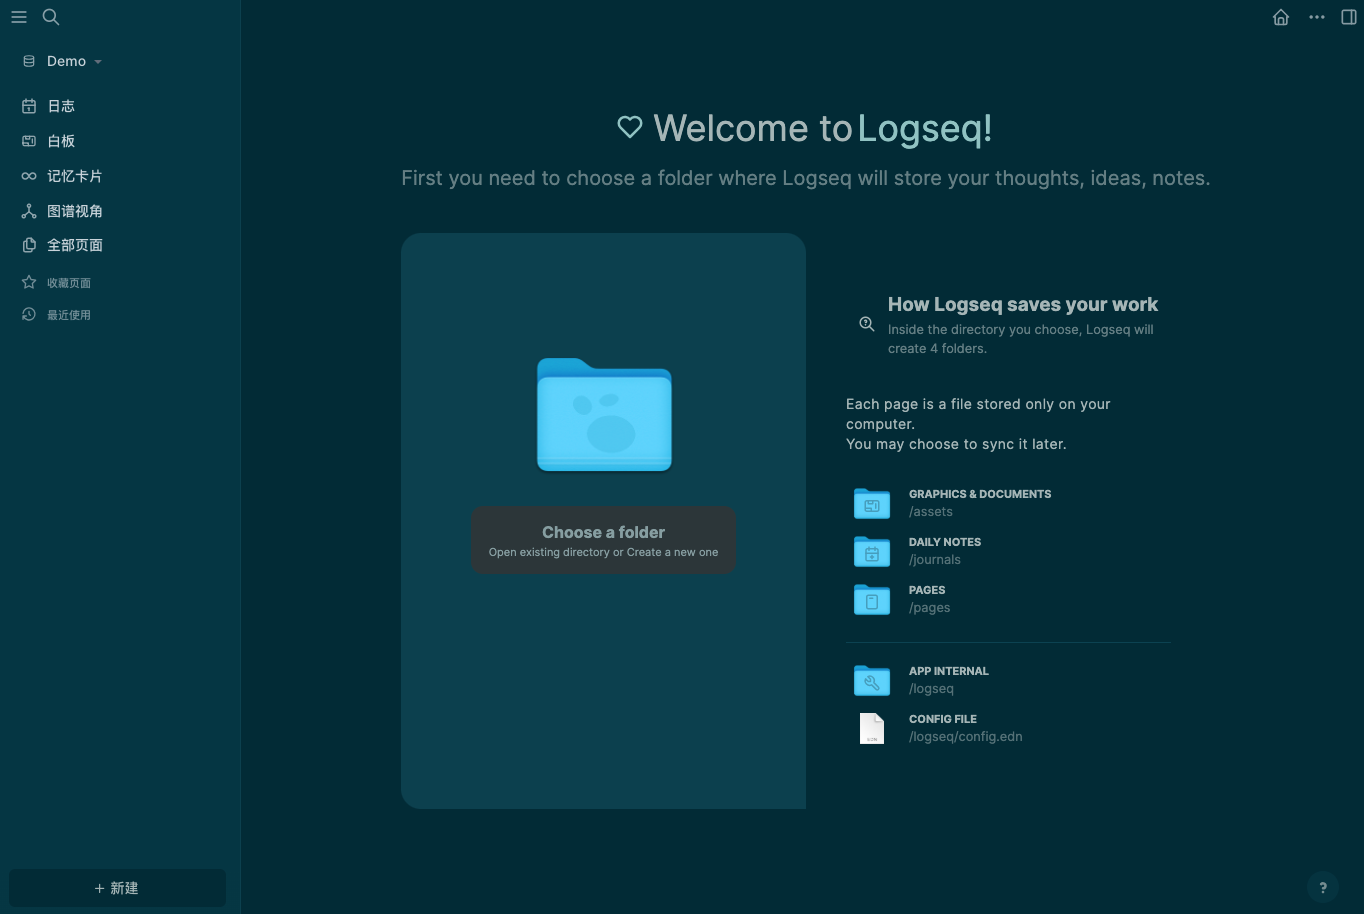 Demo
日志
白板
记忆卡片
图谱视角
全部页面
收藏页面
最近使用
+ 新建
Welcome to Logseq!
First you need to choose a folder where Logseq will store your thoughts, ideas, notes.
Choose a folder
Open existing directory or Create a new one
How Logseq saves your work
Inside the directory you choose, Logseq will
create 4 folders.
Each page is a file stored only on your
computer.
You may choose to sync it later.
GRAPHICS & DOCUMENTS
/assets
DAILY NOTES
/journals
PAGES
/pages
APP INTERNAL
/logseq
CONFIG FILE
/logseq/config.edn
?